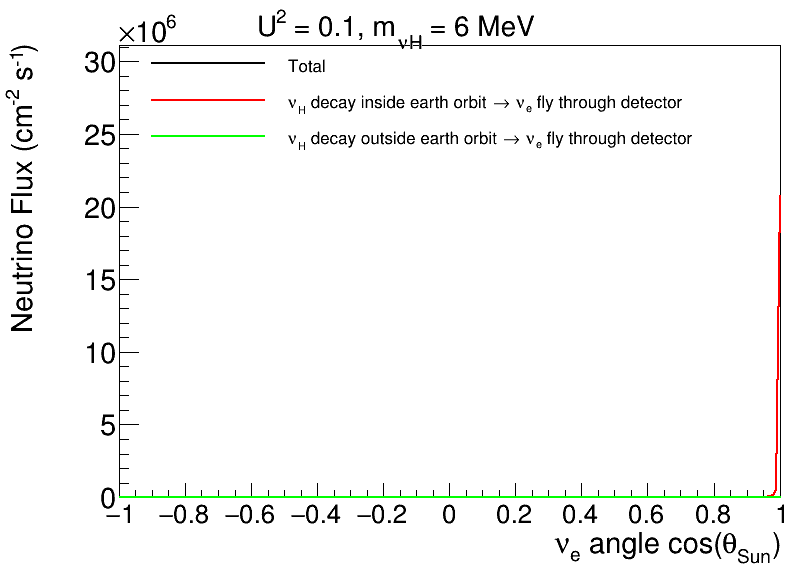 U² = 0.1, m_νH = 6 MeV
×10⁶
Neutrino Flux (cm⁻² s⁻¹)
Total
ν_H decay inside earth orbit → ν_e fly through detector
ν_H decay outside earth orbit → ν_e fly through detector
30
25
20
15
10
5
0
−1 −0.8 −0.6 −0.4 −0.2 0 0.2 0.4 0.6 0.8 1
ν_e angle cos(θ_Sun)